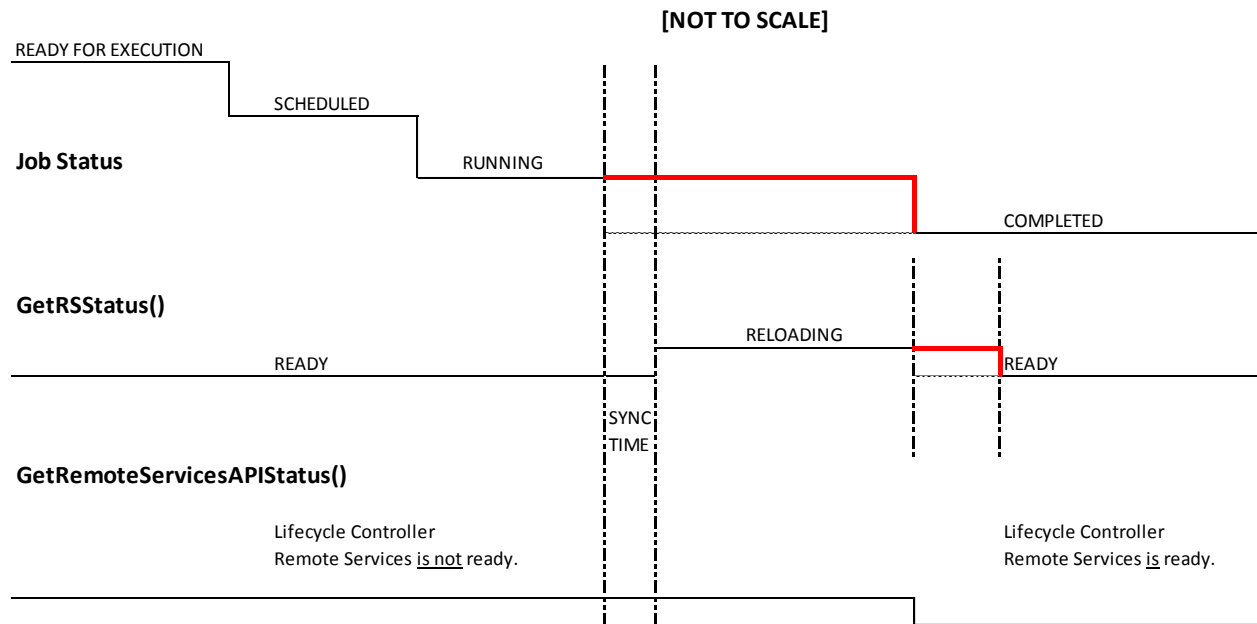 [NOT TO SCALE]
READY FOR EXECUTION
SCHEDULED
Job Status
RUNNING
COMPLETED
GetRSStatus()
RELOADING
READY
READY
SYNC
TIME
GetRemoteServicesAPIStatus()
Lifecycle Controller
Remote Services is not ready.
Lifecycle Controller
Remote Services is ready.